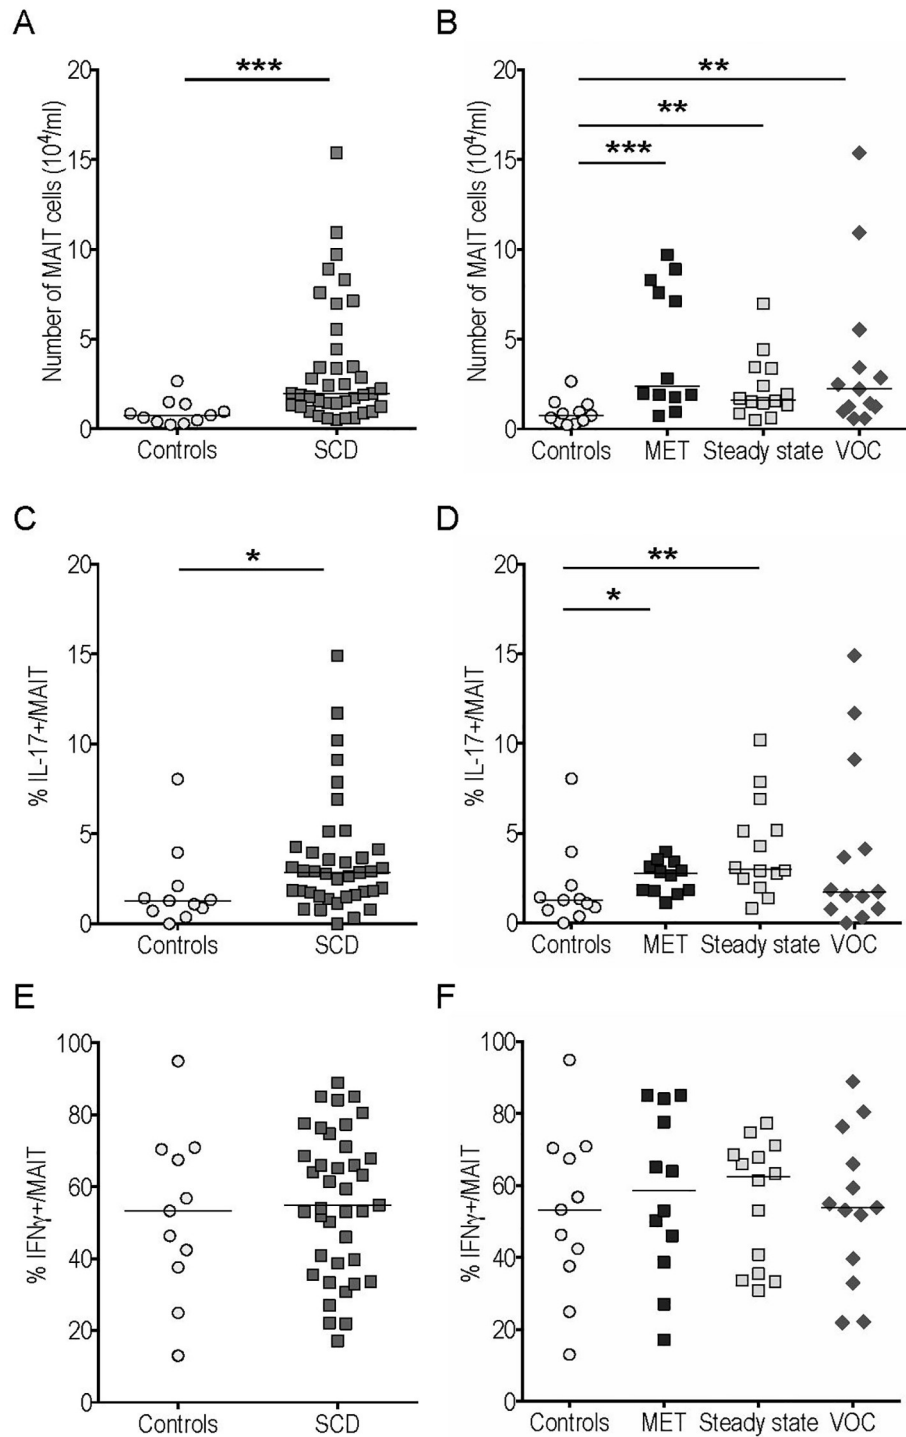 A
B
***
**
**
***
Number of MAIT cells (10⁴/ml)
20
15
10
5
0
Controls SCD
Number of MAIT cells (10⁴/ml)
20
15
10
5
0
Controls MET Steady state VOC
C
D
*
**
*
% IL-17+/MAIT
20
15
10
5
0
Controls SCD
% IL-17+/MAIT
20
15
10
5
0
Controls MET Steady state VOC
E
F
% IFNγ+/MAIT
100
80
60
40
20
0
Controls SCD
% IFNγ+/MAIT
100
80
60
40
20
0
Controls MET Steady state VOC